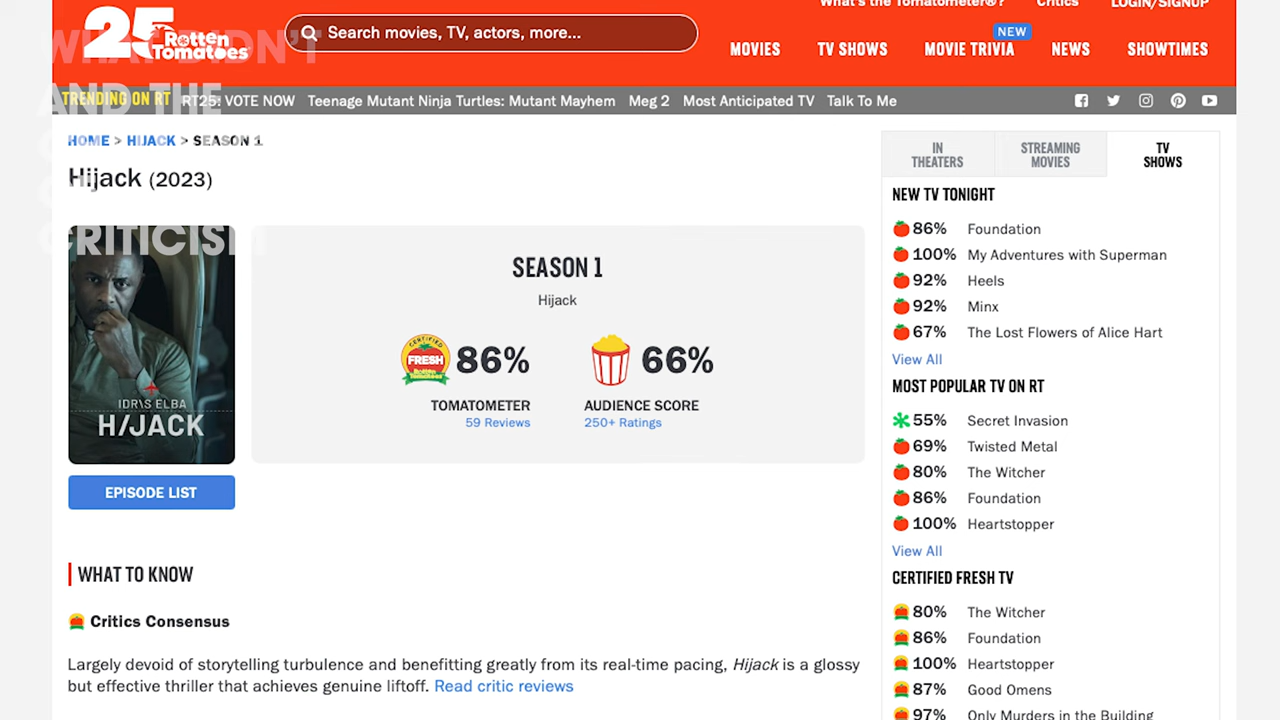 What's the Tomatometer®?
Critics
LOGIN/SIGNUP
25 Rotten Tomatoes
Search movies, TV, actors, more...
MOVIES
TV SHOWS
MOVIE TRIVIA
NEW
NEWS
SHOWTIMES
WHAT DIDN'T
AND THE
CRITICISM
TRENDING ON RT
RT25: VOTE NOW
Teenage Mutant Ninja Turtles: Mutant Mayhem
Meg 2
Most Anticipated TV
Talk To Me
HOME > HIJACK > SEASON 1
Hijack (2023)
IDRIS ELBA
H/JACK
EPISODE LIST
SEASON 1
Hijack
CERTIFIED FRESH ROTTEN TOMATOES
86%
TOMATOMETER
59 Reviews
66%
AUDIENCE SCORE
250+ Ratings
WHAT TO KNOW
Critics Consensus
Largely devoid of storytelling turbulence and benefitting greatly from its real-time pacing, Hijack is a glossy
but effective thriller that achieves genuine liftoff. Read critic reviews
IN THEATERS
STREAMING MOVIES
TV SHOWS
NEW TV TONIGHT
86% Foundation
100% My Adventures with Superman
92% Heels
92% Minx
67% The Lost Flowers of Alice Hart
View All
MOST POPULAR TV ON RT
55% Secret Invasion
69% Twisted Metal
80% The Witcher
86% Foundation
100% Heartstopper
View All
CERTIFIED FRESH TV
80% The Witcher
86% Foundation
100% Heartstopper
87% Good Omens
97% Only Murders in the Building